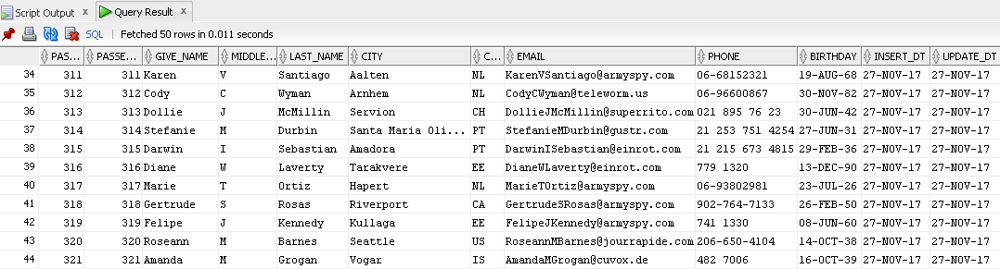 Script Output × Query Result ×
SQL | Fetched 50 rows in 0.011 seconds
PAS... PASSE... GIVE_NAME MIDDLE... LAST_NAME CITY C... EMAIL PHONE BIRTHDAY INSERT_DT UPDATE_DT
34 311 311 Karen V Santiago Aalten NL KarenVSantiago@armyspy.com 06-68152321 19-AUG-68 27-NOV-17 27-NOV-17
35 312 312 Cody C Wyman Arnhem NL CodyCWyman@teleworm.us 06-96600867 30-NOV-82 27-NOV-17 27-NOV-17
36 313 313 Dollie J McMillin Servion CH DollieJMcMillin@superrito.com 021 895 76 23 30-JUN-42 27-NOV-17 27-NOV-17
37 314 314 Stefanie M Durbin Santa Maria Oli... PT StefanieMDurbin@gustr.com 21 253 751 4254 27-JUN-31 27-NOV-17 27-NOV-17
38 315 315 Darwin I Sebastian Amadora PT DarwinISebastian@einrot.com 21 215 673 4815 29-FEB-36 27-NOV-17 27-NOV-17
39 316 316 Diane W Laverty Tarakvere EE DianeWLaverty@einrot.com 779 1320 13-DEC-90 27-NOV-17 27-NOV-17
40 317 317 Marie T Ortiz Hapert NL MarieTOrtiz@armyspy.com 06-93802981 23-JUL-26 27-NOV-17 27-NOV-17
41 318 318 Gertrude S Rosas Riverport CA GertrudeSRosas@armyspy.com 902-764-7133 26-FEB-50 27-NOV-17 27-NOV-17
42 319 319 Felipe J Kennedy Kullaga EE FelipeJKennedy@armyspy.com 741 1330 08-JUN-60 27-NOV-17 27-NOV-17
43 320 320 Roseann M Barnes Seattle US RoseannMBarnes@jourrapide.com 206-650-4104 14-OCT-38 27-NOV-17 27-NOV-17
44 321 321 Amanda M Grogan Vogar IS AmandaMGrogan@cuvox.de 482 7006 16-OCT-39 27-NOV-17 27-NOV-17